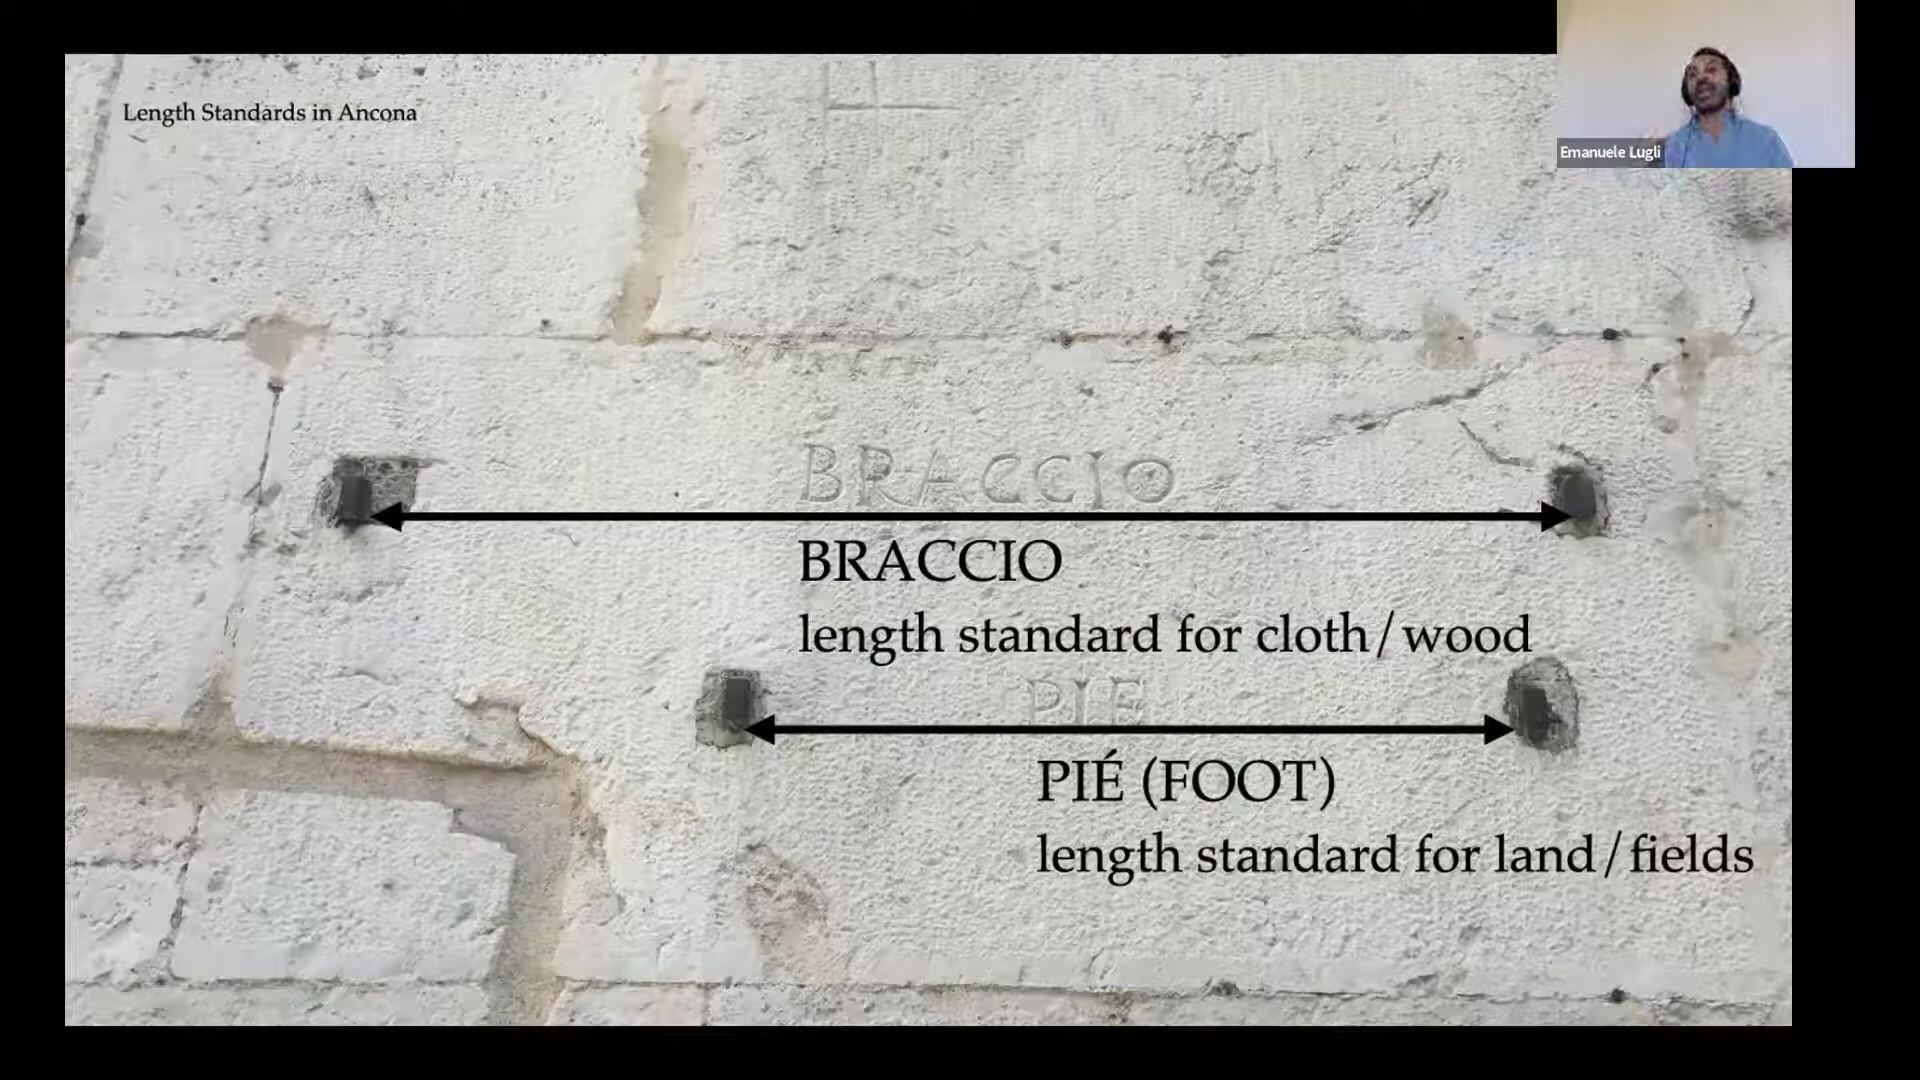 Length Standards in Ancona
Emanuele Lugli
BRACCIO
BRACCIO
length standard for cloth/wood
PIE
PIÉ (FOOT)
length standard for land/fields